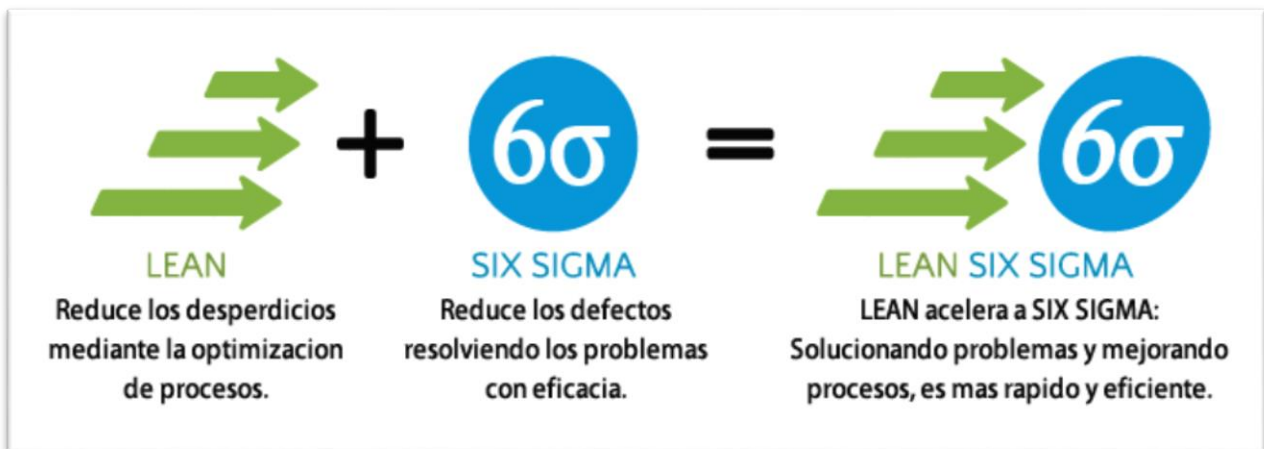 6σ
6σ
LEAN
Reduce los desperdicios
mediante la optimizacion
de procesos.
SIX SIGMA
Reduce los defectos
resolviendo los problemas
con eficacia.
LEAN SIX SIGMA
LEAN acelera a SIX SIGMA:
Solucionando problemas y mejorando
procesos, es mas rapido y eficiente.